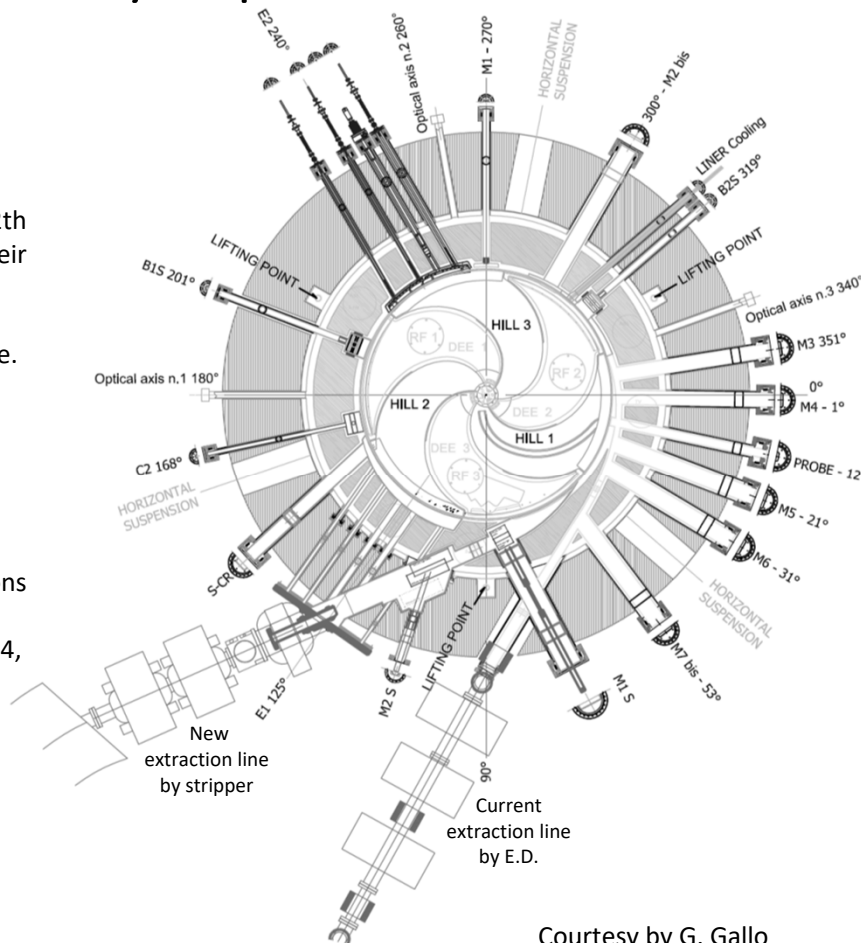 E2 240°
Optical axis n.2 260°
M1 - 270°
HORIZONTAL
SUSPENSION
300° - M2 bis
LINER Cooling
B2S 319°
LIFTING POINT
LIFTING POINT
B1S 201°
Optical axis n.3 340°
HILL 3
RF 1
DEE 1
RF 2
M3 351°
Optical axis n.1 180°
0°
M4 - 1°
HILL 2
DEE 2
HILL 1
DEE 3
RF 3
C2 168°
PROBE - 12
M5 - 21°
HORIZONTAL
SUSPENSION
M6 - 31°
S-CR
HORIZONTAL
SUSPENSION
ons
4,
LIFTING POINT
M7 bis - 53°
M2 S
M1 S
E1 125°
New
extraction line
by stripper
90°
Current
extraction line
by E.D.
eir
e.
Courtesy by G. Gallo